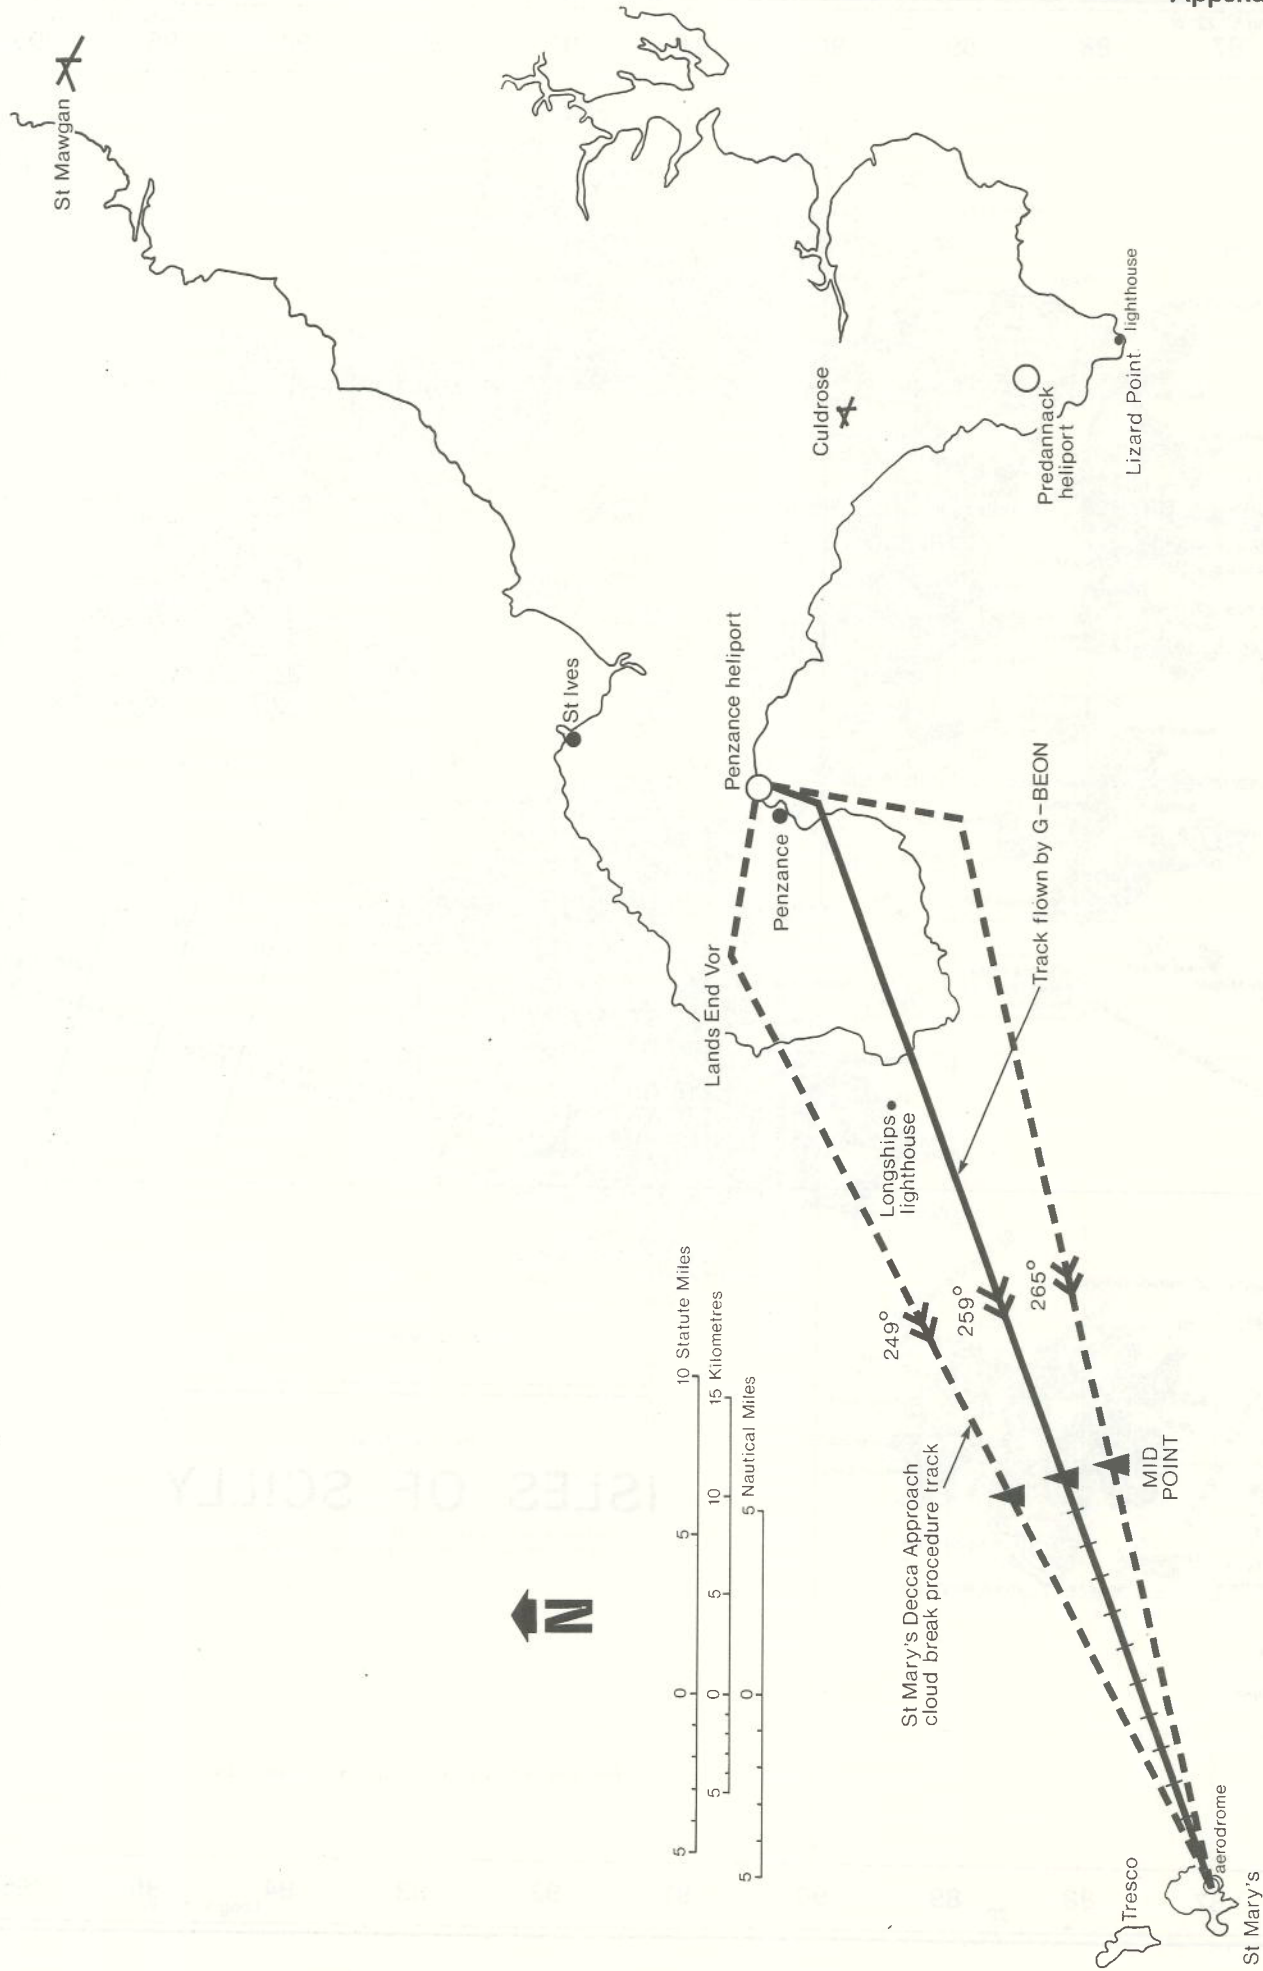 Appen
St Mawgan
St Ives
Penzance heliport
Penzance
Lands End Vor
Culdrose
Predannack
heliport
Lizard Point
lighthouse
Longships
lighthouse
Track flown by G-BEON
249°
259°
265°
MID
POINT
St Mary's Decca Approach
cloud break procedure track
5 0 5 10 Statute Miles
5 0 5 10 15 Kilometres
5 0 5 Nautical Miles
N
Tresco
aerodrome
St Mary's
ISLES OF SCILLY